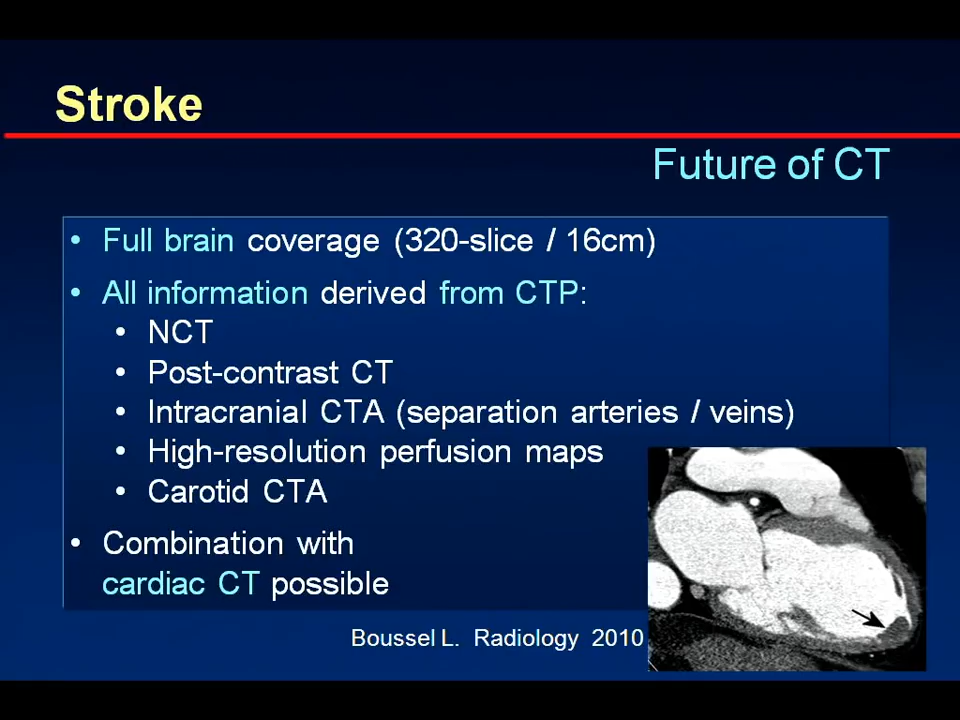 Stroke
Future of CT
• Full brain coverage (320-slice / 16cm)
• All information derived from CTP:
• NCT
• Post-contrast CT
• Intracranial CTA (separation arteries / veins)
• High-resolution perfusion maps
• Carotid CTA
• Combination with
cardiac CT possible
Boussel L. Radiology 2010